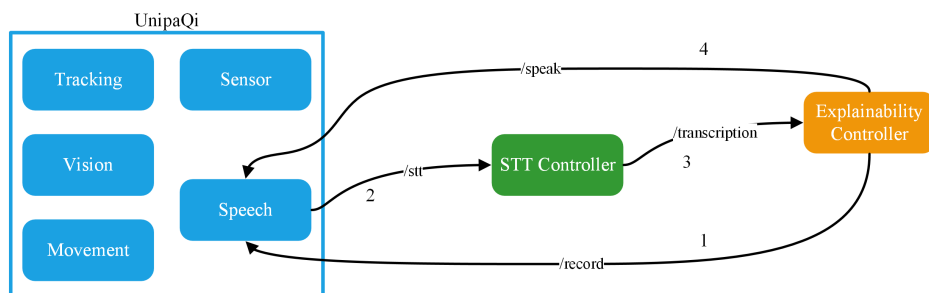 UnipaQi
4
/speak
Tracking
Sensor
Explainability
Controller
/transcription
3
Vision
/stt
STT Controller
2
Speech
Movement
1
/record